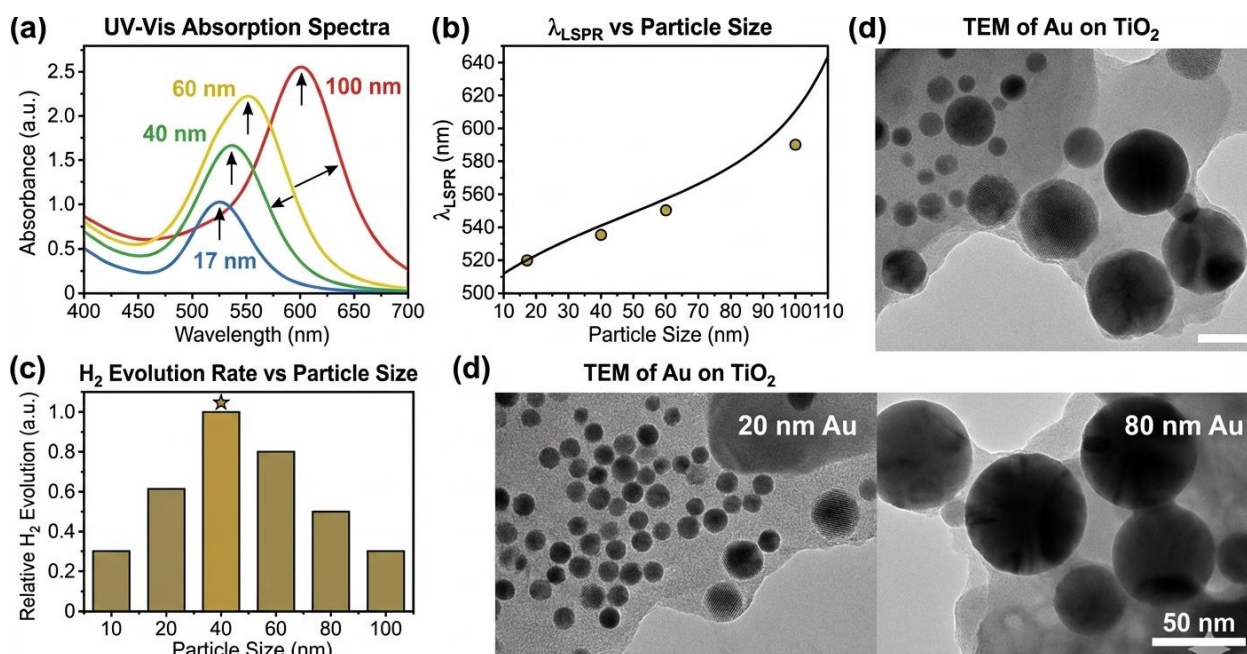 (a) UV-Vis Absorption Spectra
Absorbance (a.u.)
2.5
2.0
1.5
1.0
0.5
0
60 nm
100 nm
40 nm
17 nm
400 450 500 550 600 650 700
Wavelength (nm)
(b) λLSPR vs Particle Size
λLSPR (nm)
640
620
600
580
560
540
520
500
10 20 30 40 50 60 70 80 90 100 110
Particle Size (nm)
(d) TEM of Au on TiO₂
(c) H₂ Evolution Rate vs Particle Size
Relative H₂ Evolution (a.u.)
1.0
0.8
0.6
0.4
0.2
0
10 20 40 60 80 100
Particle Size (nm)
(d) TEM of Au on TiO₂
20 nm Au
80 nm Au
50 nm